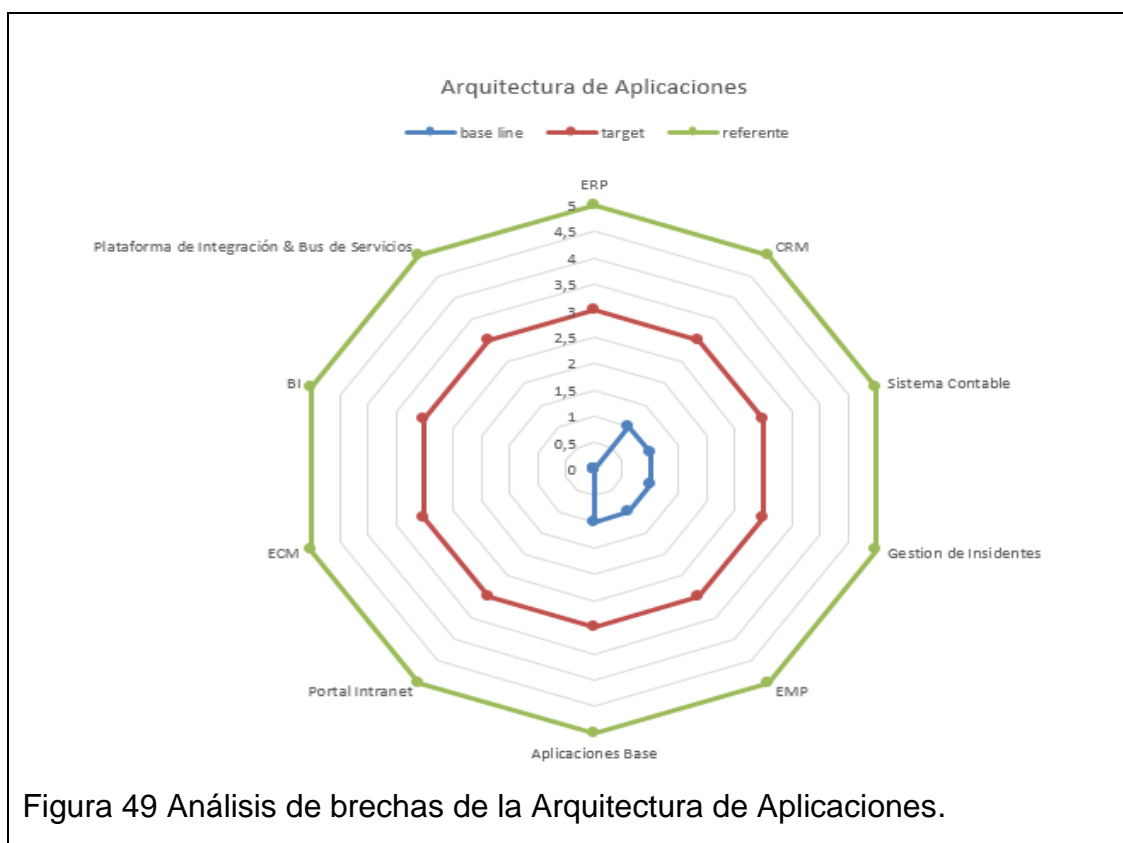 Arquitectura de Aplicaciones
base line target referente
ERP
5
Plataforma de Integración & Bus de Servicios
CRM
4,5
4
3,5
3
2,5
BI
Sistema Contable
2
1,5
1
0,5
0
ECM
Gestion de Insidentes
Portal Intranet
EMP
Aplicaciones Base
Figura 49 Análisis de brechas de la Arquitectura de Aplicaciones.